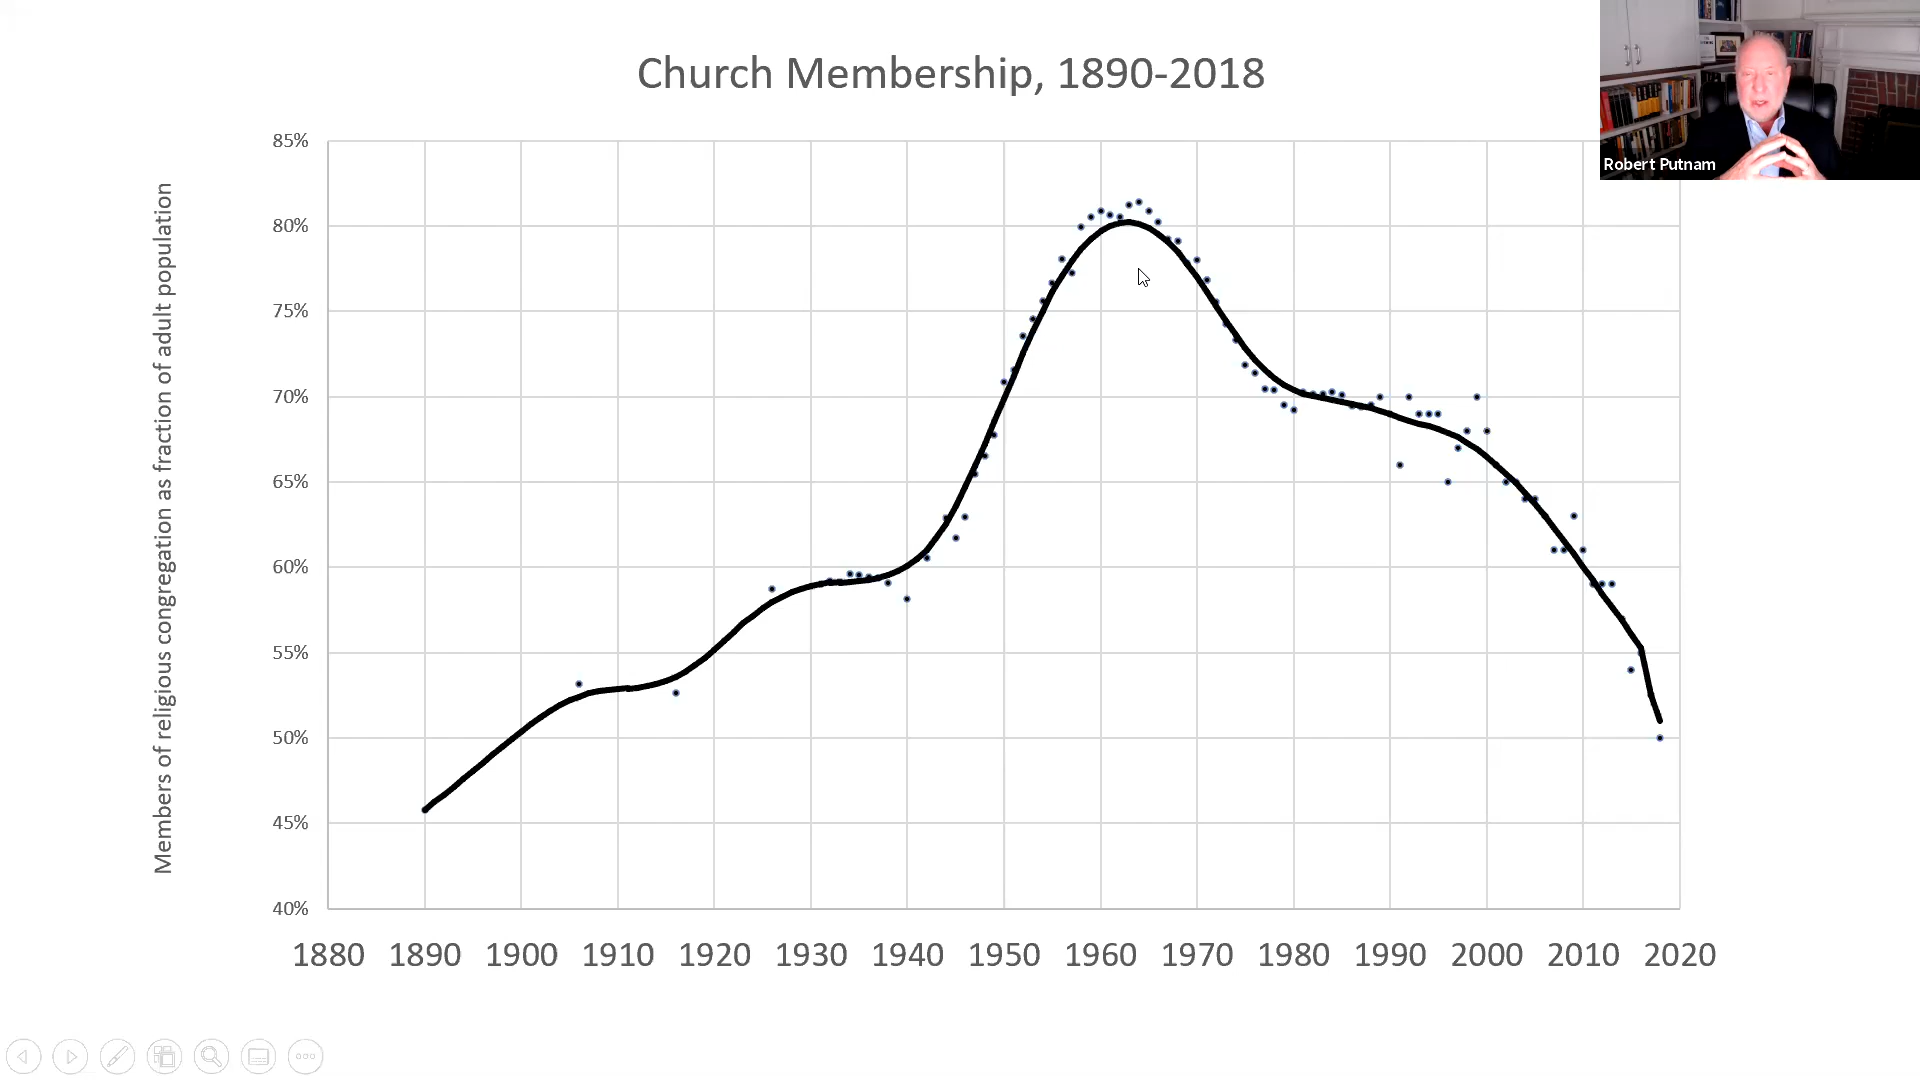 Church Membership, 1890-2018
Robert Putnam
Members of religious congregation as fraction of adult population
85%
80%
75%
70%
65%
60%
55%
50%
45%
40%
1880 1890 1900 1910 1920 1930 1940 1950 1960 1970 1980 1990 2000 2010 2020